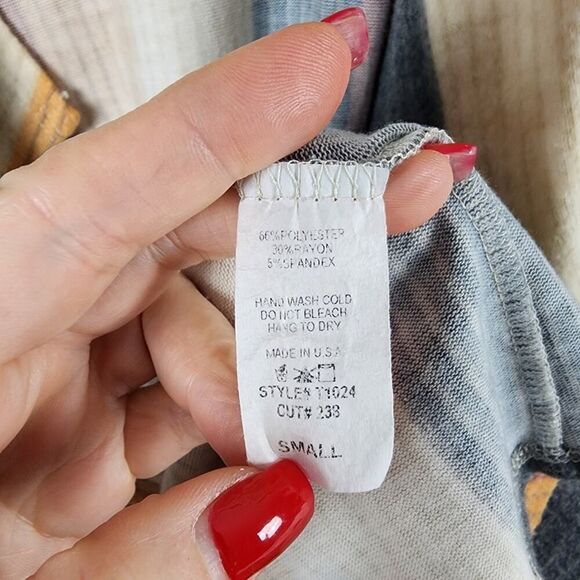 66%POLYESTER
30%RAYON
5%SPANDEX
HAND WASH COLD
DO NOT BLEACH
HANG TO DRY
MADE IN U.S.A
STYLE# T1024
CUT# 238
SMALL